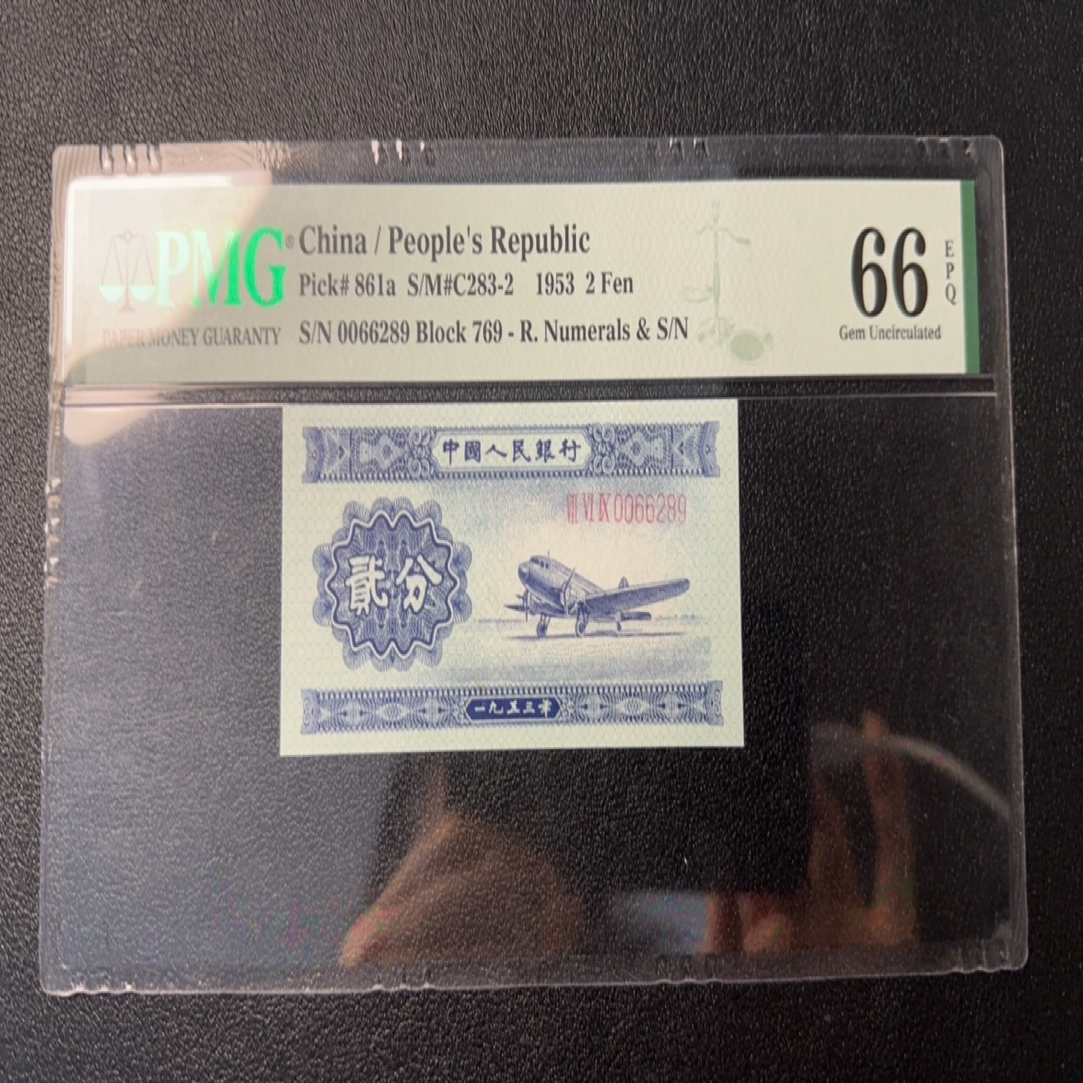 PMG®
PAPER MONEY GUARANTY
China / People's Republic
Pick# 861a S/M#C283-2 1953 2 Fen
S/N 0066289 Block 769 - R. Numerals & S/N
66 EPQ
Gem Uncirculated
中國人民銀行
VII VI IX 0066289
貳分
一九五三年